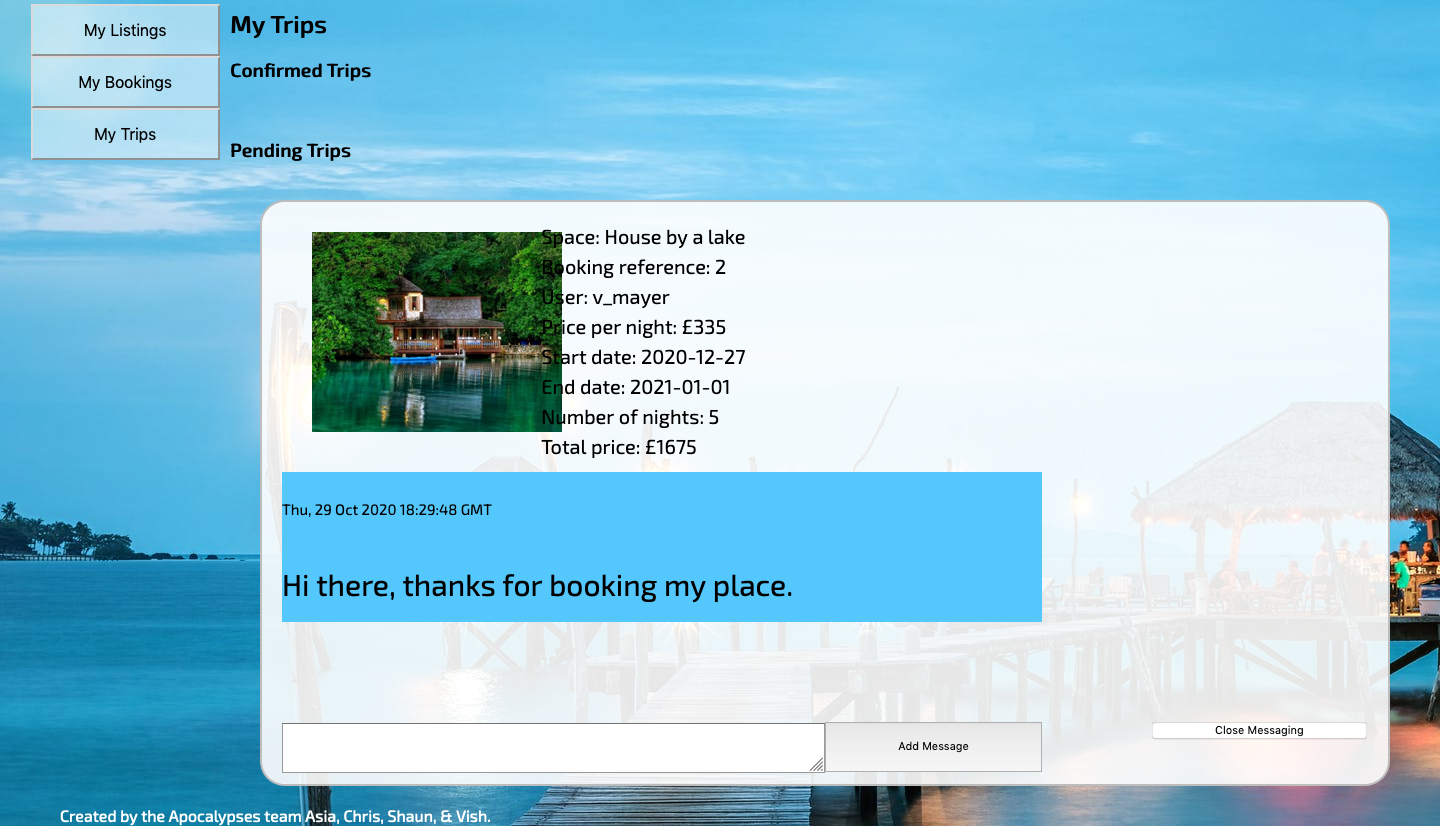 My Listings
My Bookings
My Trips
My Trips
Confirmed Trips
Pending Trips
Space: House by a lake
Booking reference: 2
User: v_mayer
Price per night: £335
Start date: 2020-12-27
End date: 2021-01-01
Number of nights: 5
Total price: £1675
Thu, 29 Oct 2020 18:29:48 GMT
Hi there, thanks for booking my place.
Add Message
Close Messaging
Created by the Apocalypses team Asia, Chris, Shaun, & Vish.